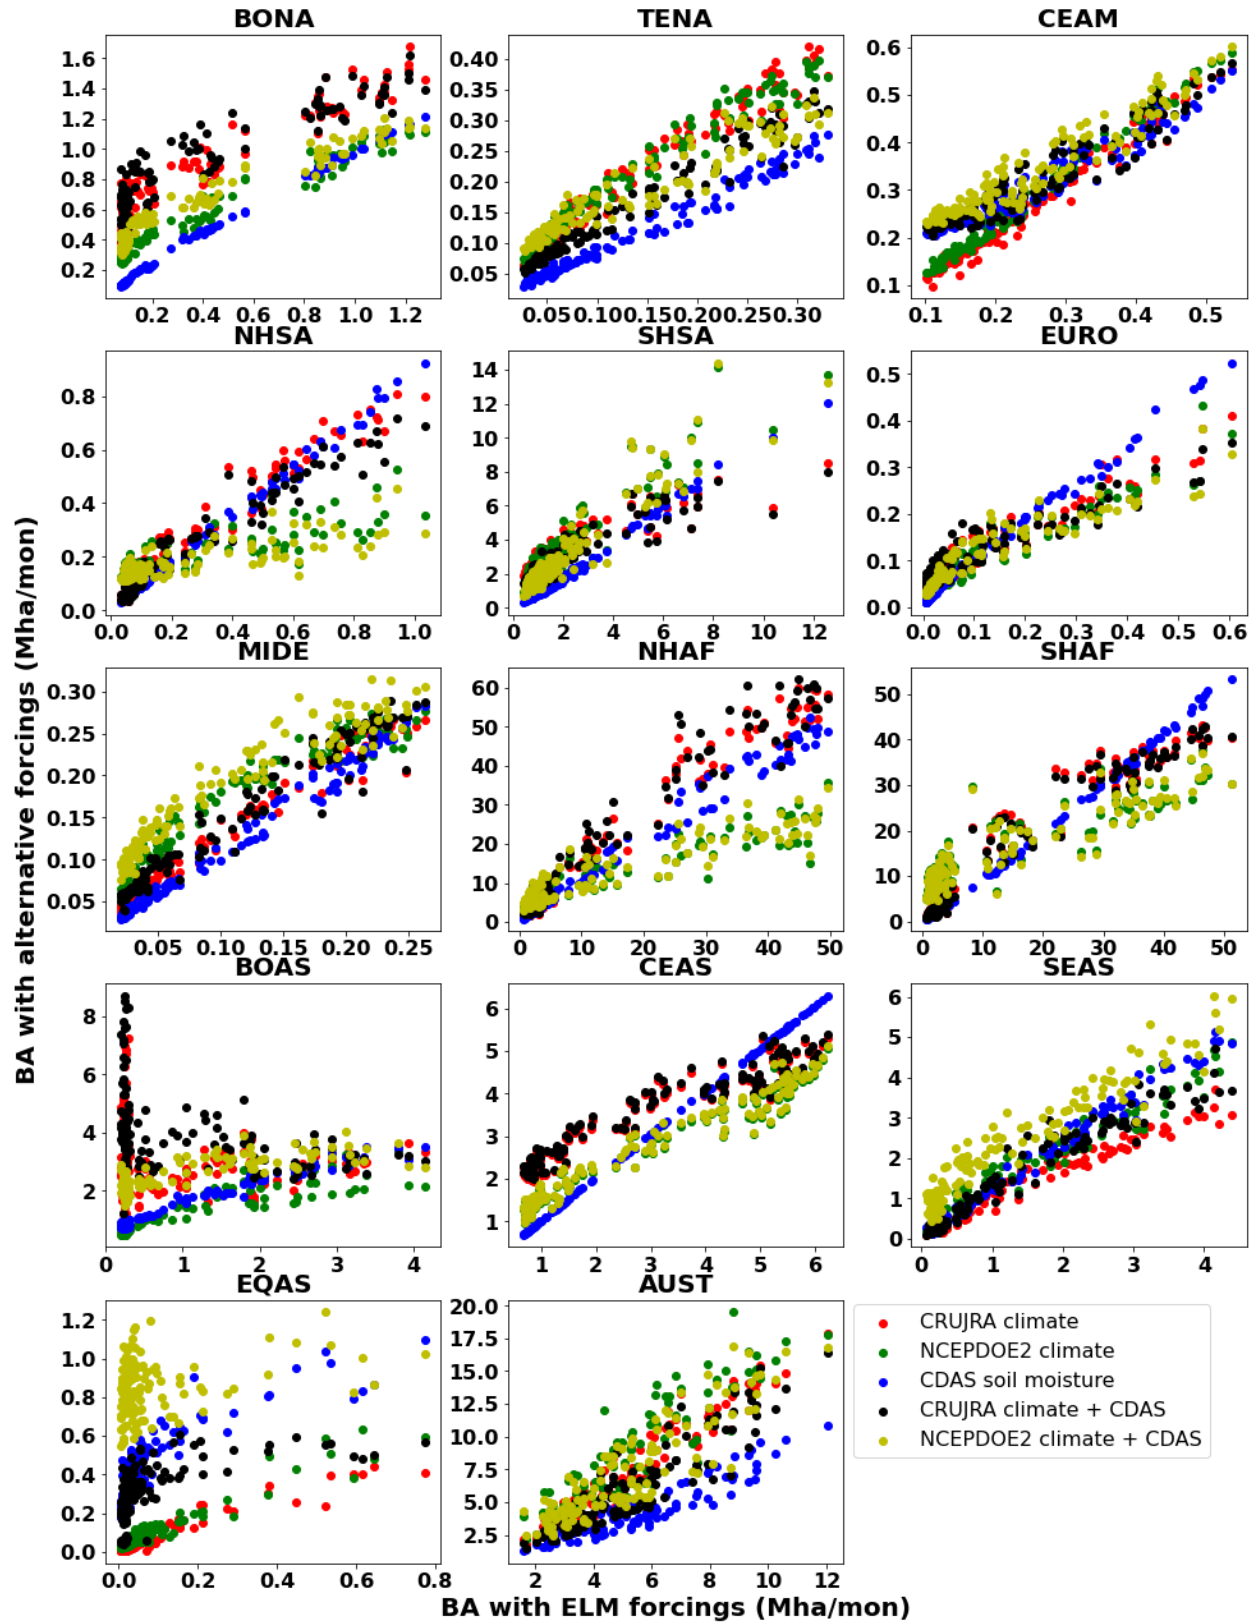 BONA TENA CEAM
1.6 1.4 1.2 1.0 0.8 0.6 0.4 0.2
0.40 0.35 0.30 0.25 0.20 0.15 0.10 0.05
0.6 0.5 0.4 0.3 0.2 0.1
0.2 0.4 0.6 0.8 1.0 1.2
0.05 0.10 0.15 0.20 0.25 0.30
0.1 0.2 0.3 0.4 0.5
NHSA SHSA EURO
0.8 0.6 0.4 0.2 0.0
14 12 10 8 6 4 2 0
0.5 0.4 0.3 0.2 0.1 0.0
0.0 0.2 0.4 0.6 0.8 1.0
0 2 4 6 8 10 12
0.0 0.1 0.2 0.3 0.4 0.5 0.6
BA with alternative forcings (Mha/mon)
MIDE NHAF SHAF
0.30 0.25 0.20 0.15 0.10 0.05
60 50 40 30 20 10 0
50 40 30 20 10 0
0.05 0.10 0.15 0.20 0.25
0 10 20 30 40 50
0 10 20 30 40 50
BOAS CEAS SEAS
8 6 4 2
6 5 4 3 2 1
6 5 4 3 2 1 0
0 1 2 3 4
1 2 3 4 5 6
0 1 2 3 4
EQAS AUST
1.2 1.0 0.8 0.6 0.4 0.2 0.0
20.0 17.5 15.0 12.5 10.0 7.5 5.0 2.5
0.0 0.2 0.4 0.6 0.8
2 4 6 8 10 12
CRUJRA climate
NCEPDOE2 climate
CDAS soil moisture
CRUJRA climate + CDAS
NCEPDOE2 climate + CDAS
BA with ELM forcings (Mha/mon)